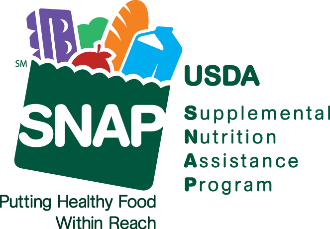 SM
SNAP
Putting Healthy Food
Within Reach
USDA
Supplemental
Nutrition
Assistance
Program